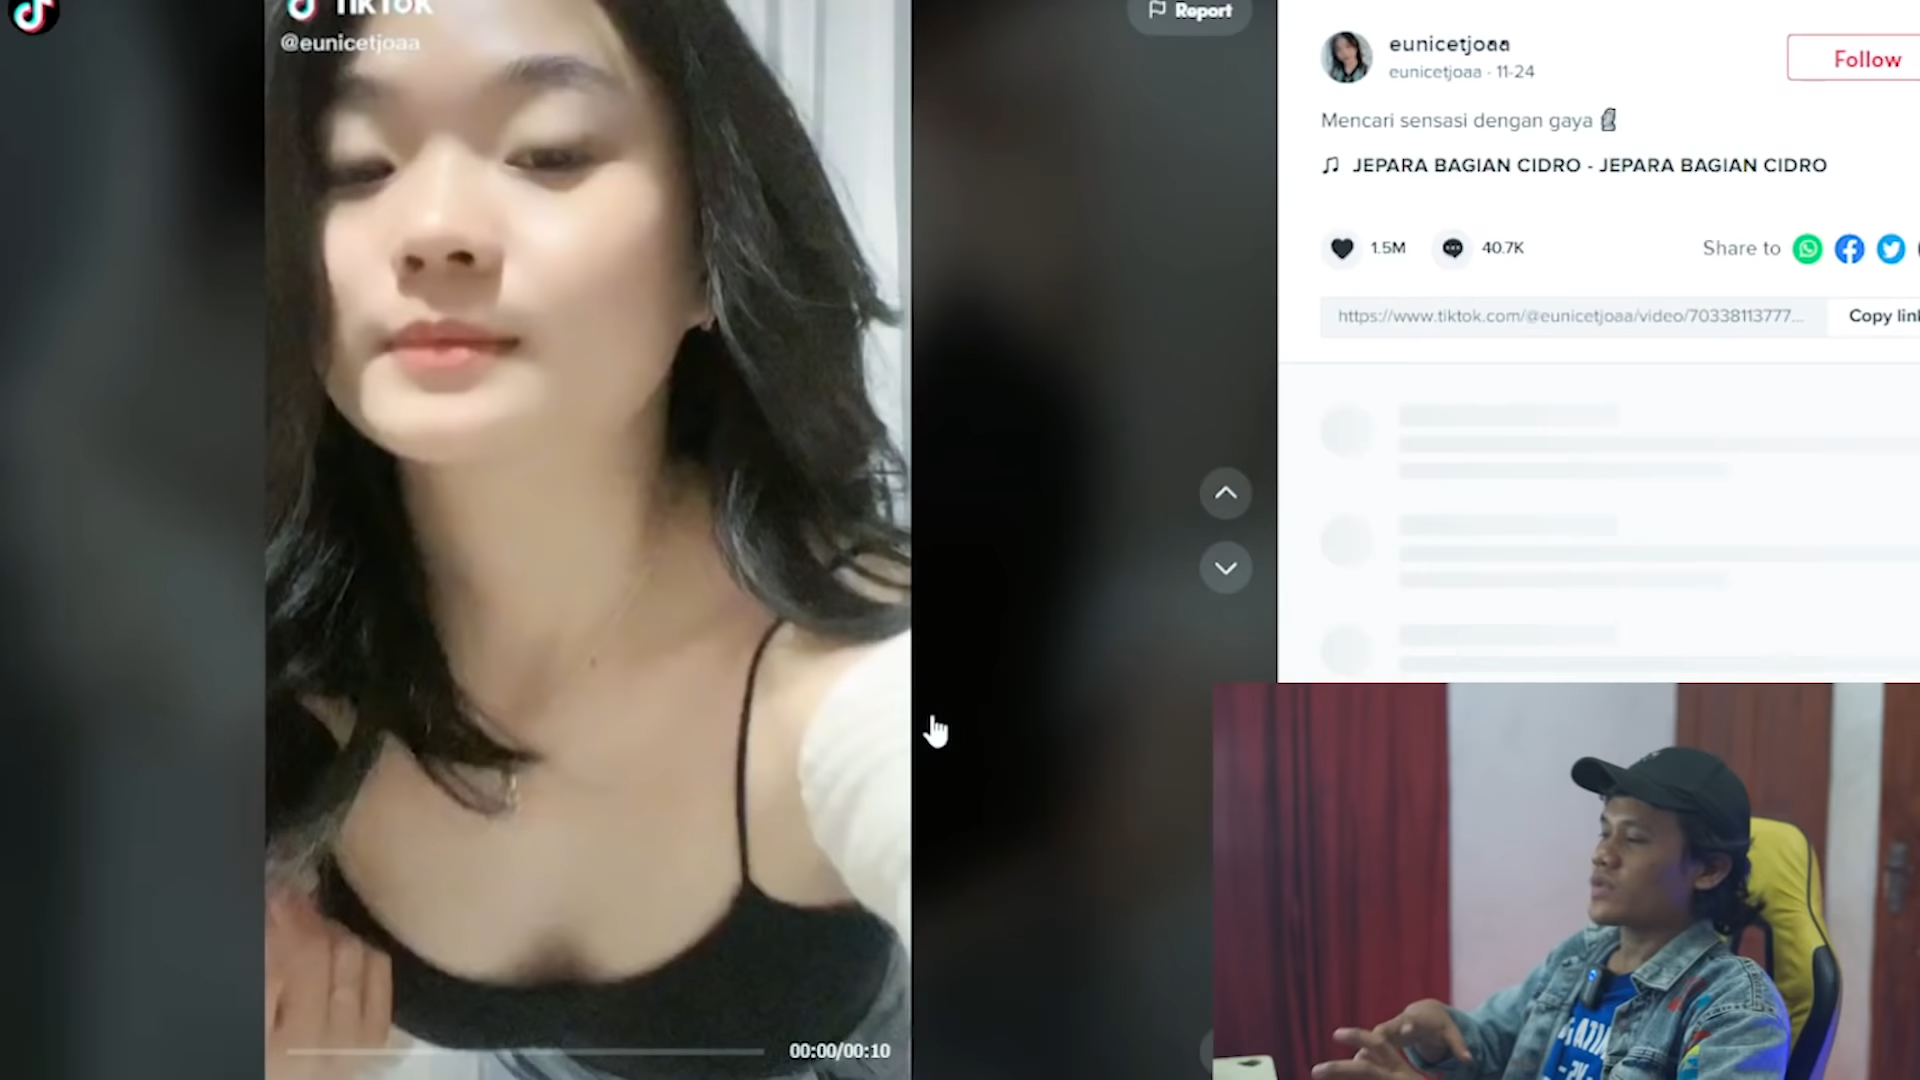 TikTok
@eunicetjoaa
Report
eunicetjoaa
eunicetjoaa · 11-24
Follow
Mencari sensasi dengan gaya 🗿
JEPARA BAGIAN CIDRO - JEPARA BAGIAN CIDRO
1.5M
40.7K
Share to
https://www.tiktok.com/@eunicetjoaa/video/70338113777...
Copy link
00:00/00:10